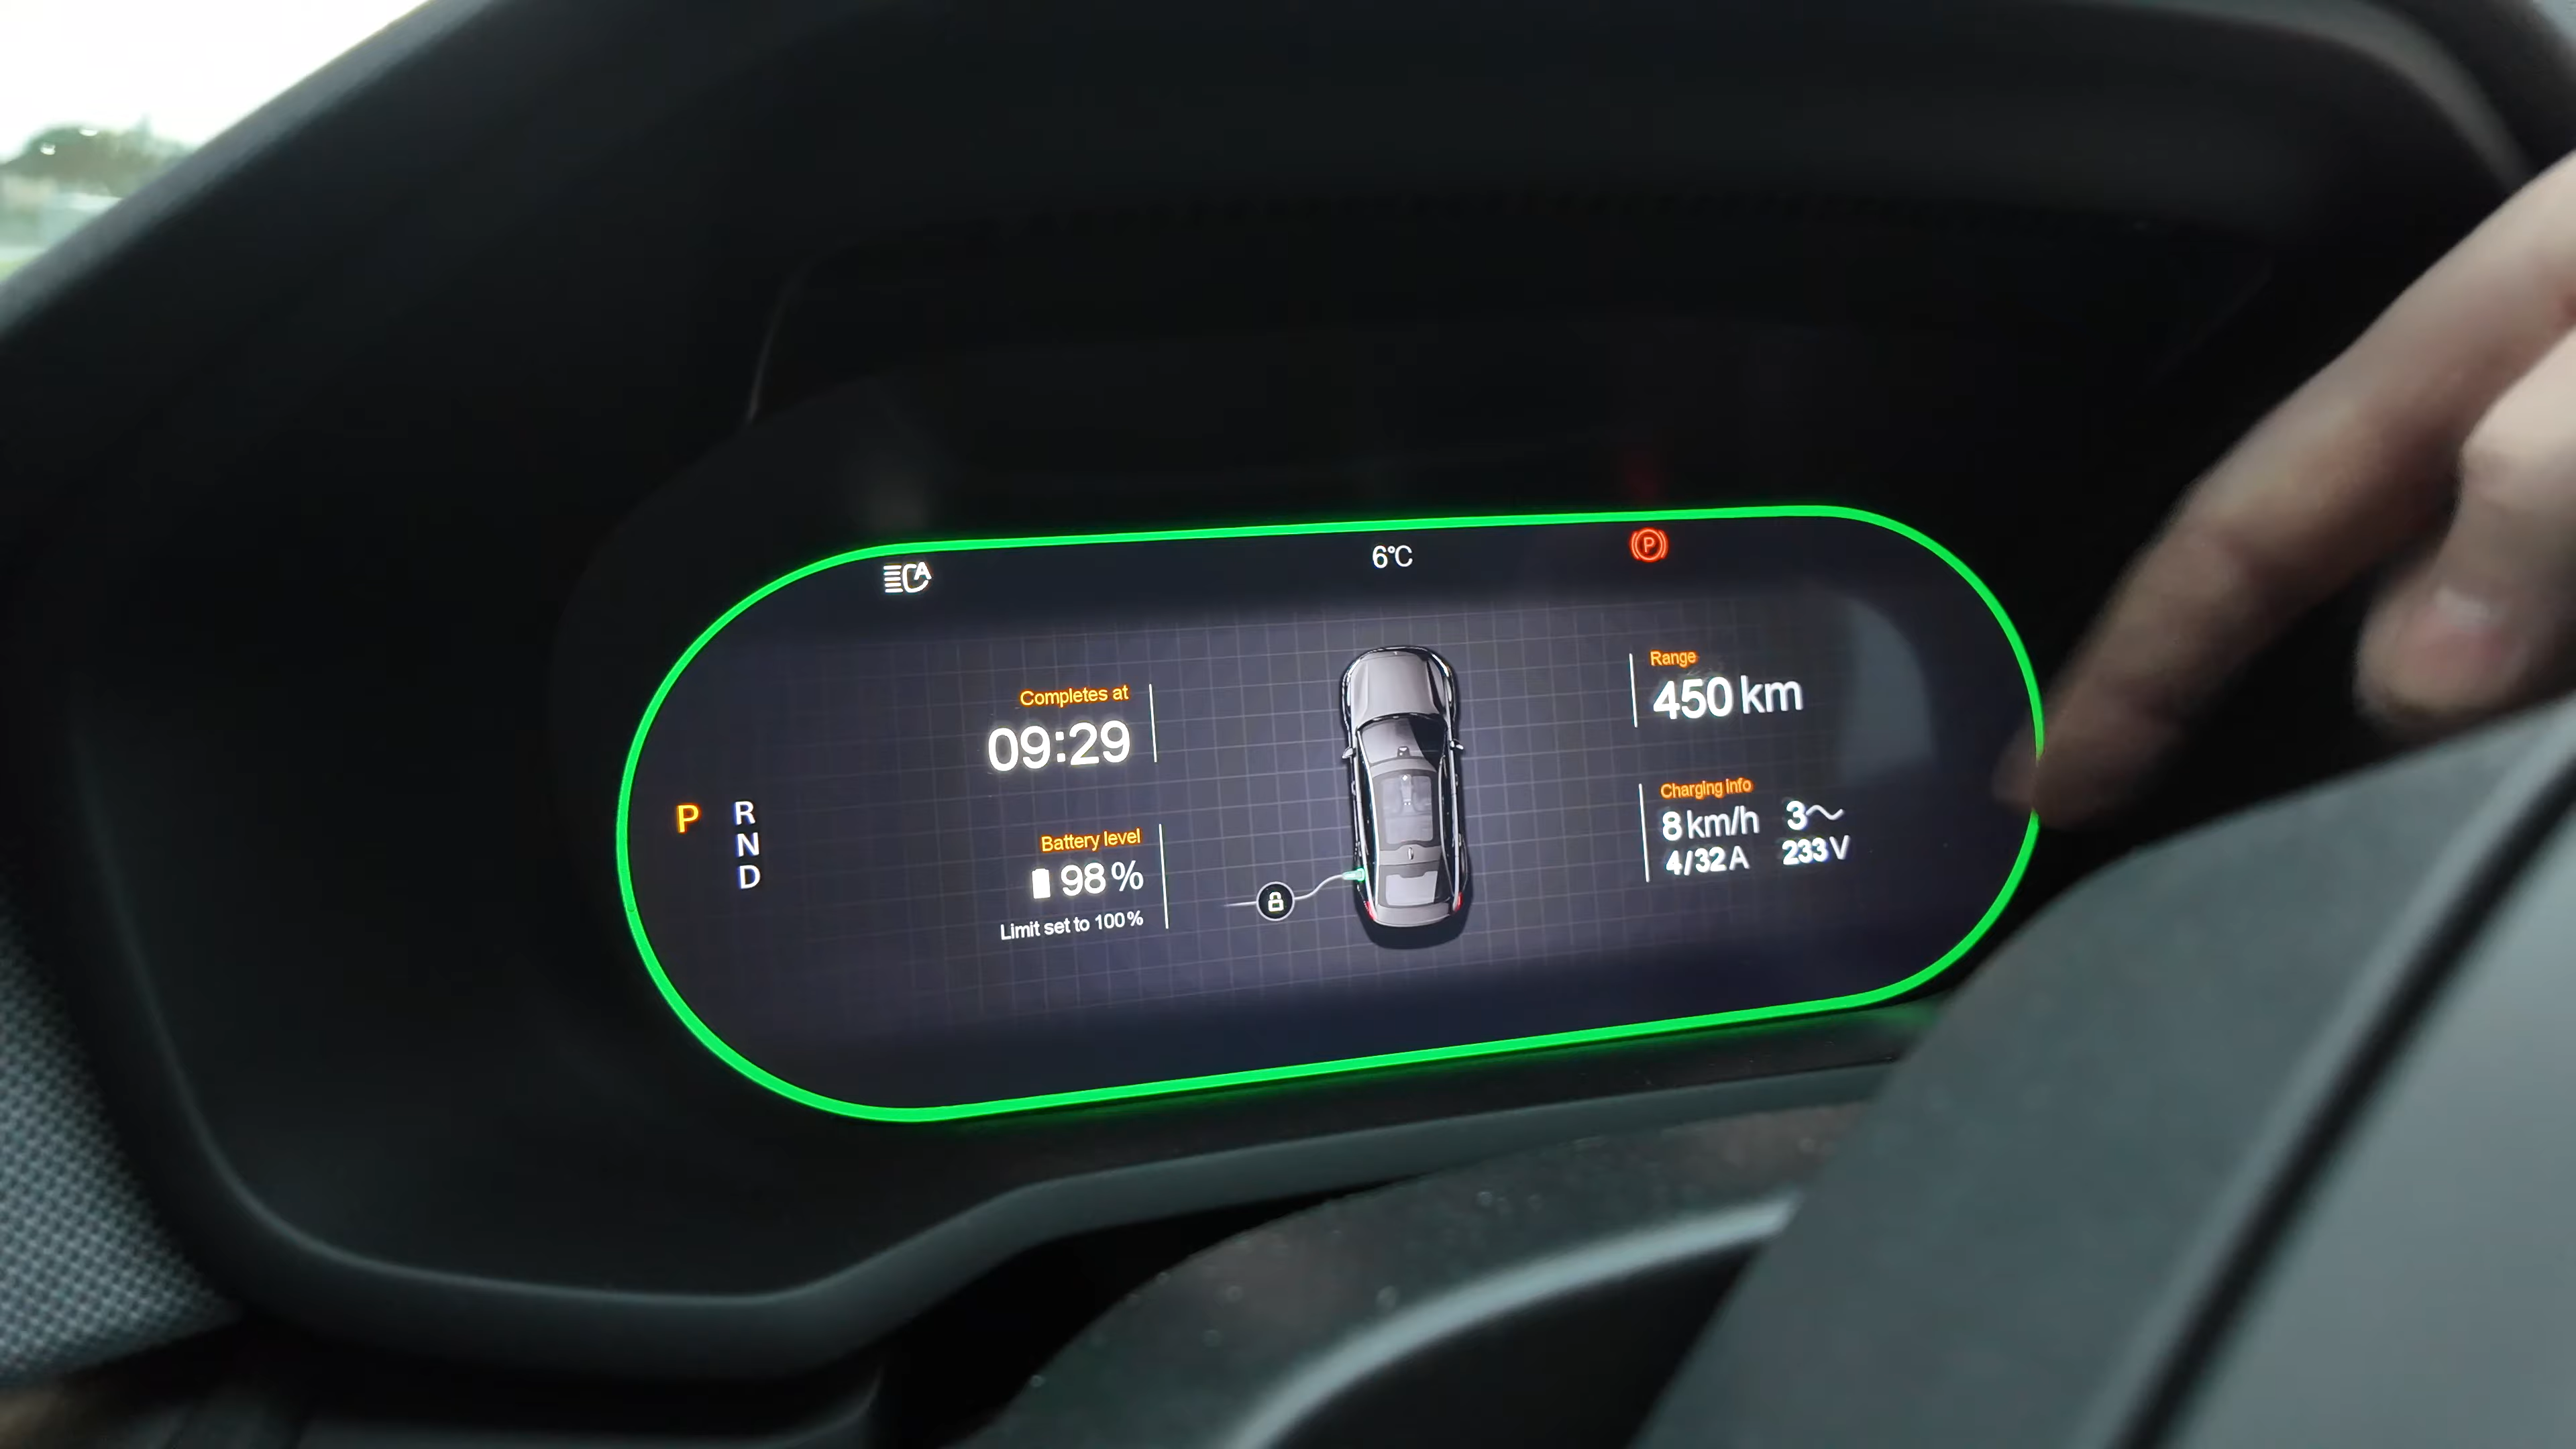 6°C
P
Completes at
09:29
Range
450 km
P
R
N
D
Battery level
98 %
Limit set to 100 %
Charging info
8 km/h 3~
4/32 A 233 V